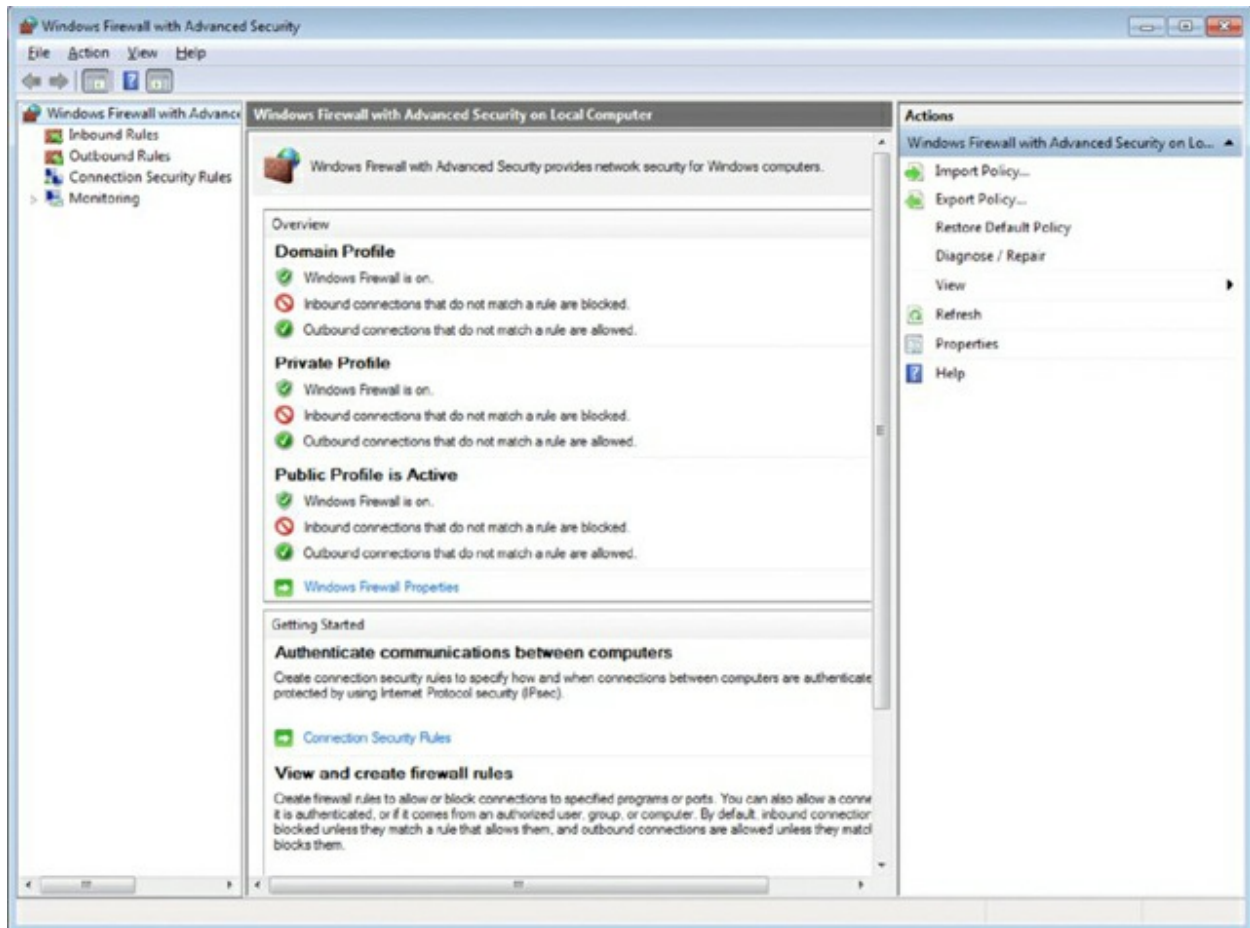 Windows Firewall with Advanced Security
File Action View Help
Windows Firewall with Advance
Inbound Rules
Outbound Rules
Connection Security Rules
Monitoring
Windows Firewall with Advanced Security on Local Computer
Windows Firewall with Advanced Security provides network security for Windows computers.
Overview
Domain Profile
Windows Firewall is on.
Inbound connections that do not match a rule are blocked.
Outbound connections that do not match a rule are allowed.
Private Profile
Windows Firewall is on.
Inbound connections that do not match a rule are blocked.
Outbound connections that do not match a rule are allowed.
Public Profile is Active
Windows Firewall is on.
Inbound connections that do not match a rule are blocked.
Outbound connections that do not match a rule are allowed.
Windows Firewall Properties
Getting Started
Authenticate communications between computers
Create connection security rules to specify how and when connections between computers are authenticate
protected by using Internet Protocol security (IPsec).
Connection Security Rules
View and create firewall rules
Create firewall rules to allow or block connections to specified programs or ports. You can also allow a conne
it is authenticated, or if it comes from an authorized user, group, or computer. By default, inbound connection
blocked unless they match a rule that allows them, and outbound connections are allowed unless they matcl
blocks them.
Actions
Windows Firewall with Advanced Security on Lo...
Import Policy...
Export Policy...
Restore Default Policy
Diagnose / Repair
View
Refresh
Properties
Help